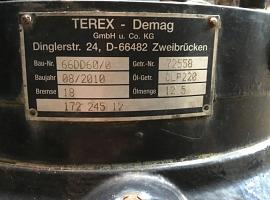 TEREX - Demag
GmbH u. Co. KG
Dinglerstr. 24, D-66482 Zweibrücken
Bau-Nr. 66DD60/0 Getr.-Nr. 72558
Baujahr 08/2010 Öl-Getr. CLP220
Bremse 18 Ölmenge 12.5
172 245 12